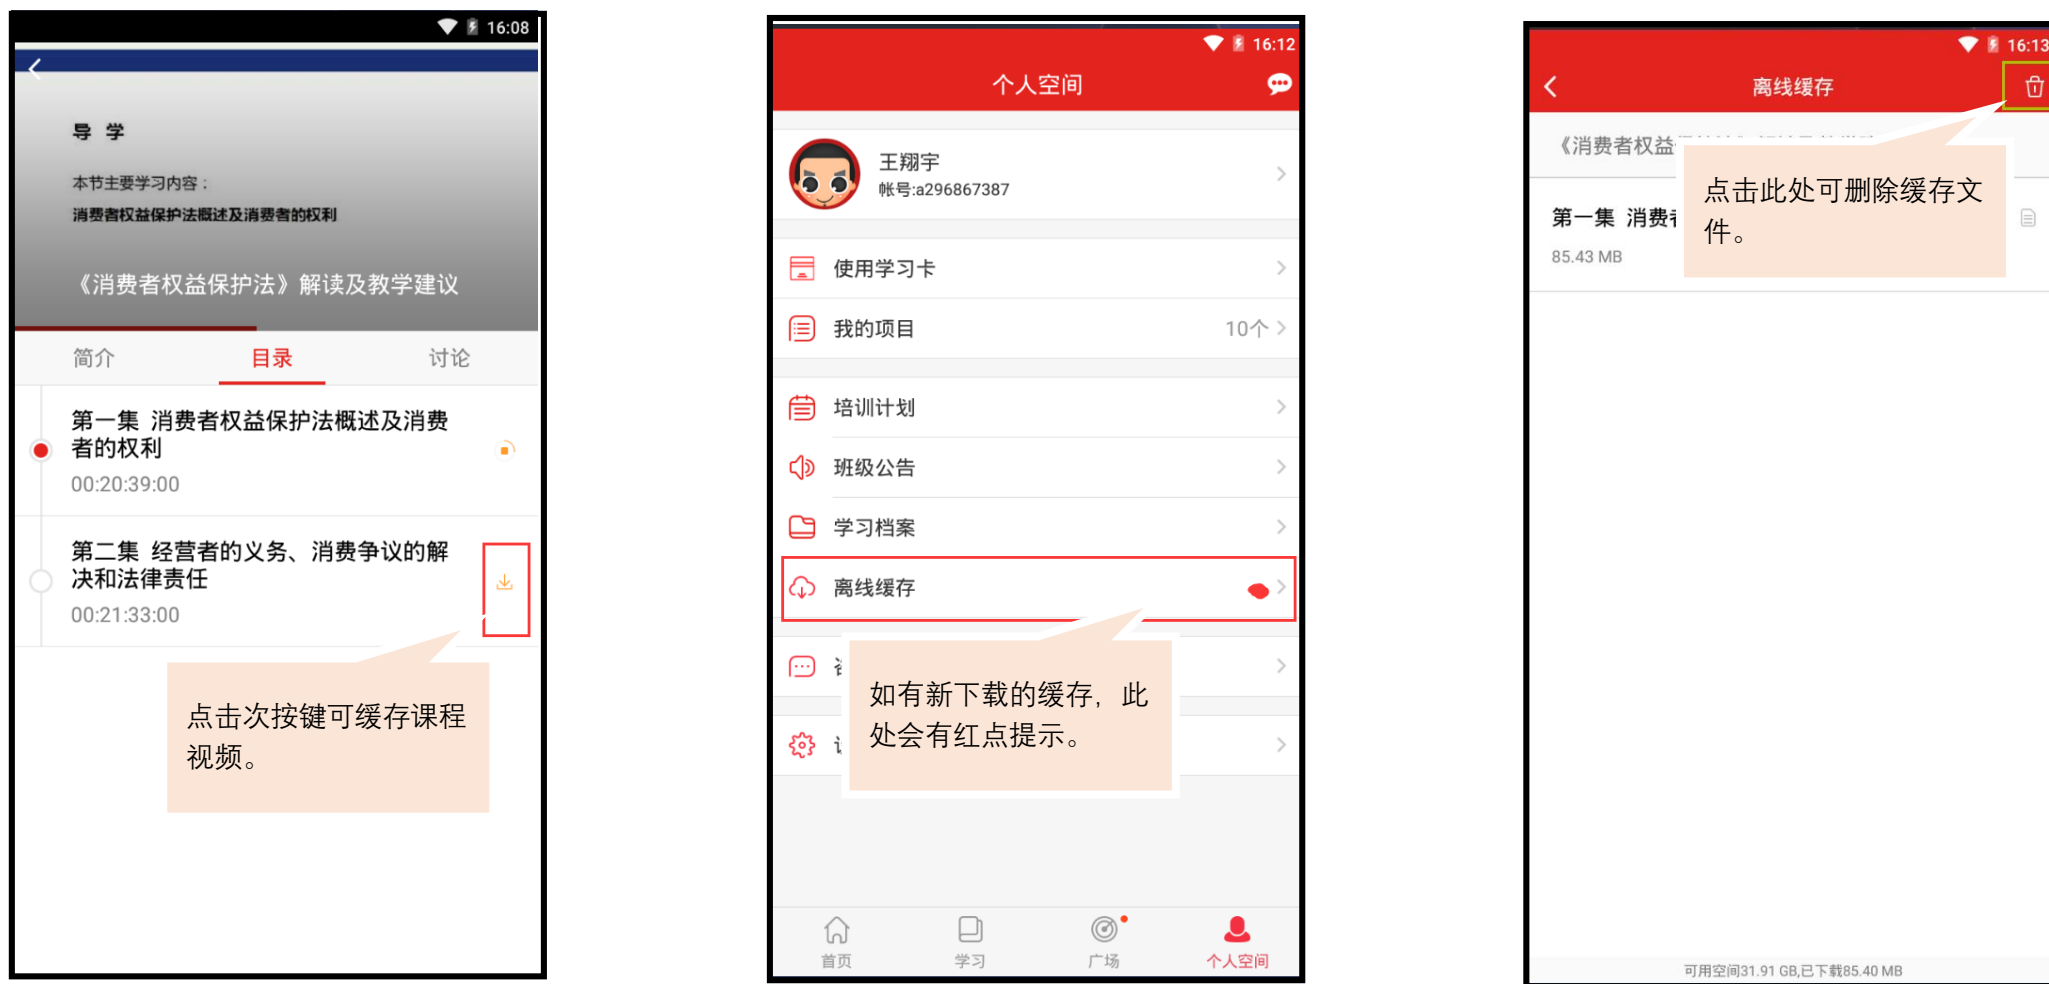 16:08
导 学
本节主要学习内容：
消费者权益保护法概述及消费者的权利
《消费者权益保护法》解读及教学建议
简介
目录
讨论
第一集 消费者权益保护法概述及消费
者的权利
00:20:39:00
第二集 经营者的义务、消费争议的解
决和法律责任
00:21:33:00
点击次按键可缓存课程
视频。
16:12
个人空间
王翔宇
帐号:a296867387
使用学习卡
我的项目
10个
培训计划
班级公告
学习档案
离线缓存
如有新下载的缓存，此
处会有红点提示。
首页
学习
广场
个人空间
16:13
离线缓存
《消费者权益
点击此处可删除缓存文
件。
第一集 消费
85.43 MB
可用空间31.91 GB,已下载85.40 MB